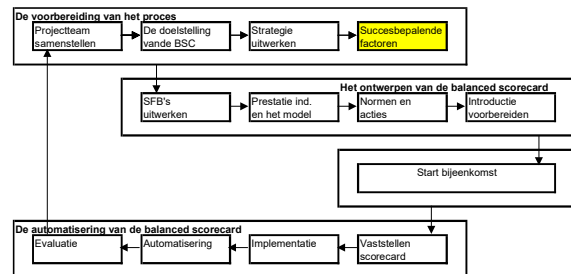 De voorbereiding van het proces
Projectteam
samenstellen
De doelstelling
vande BSC
Strategie
uitwerken
Succesbepalende
factoren
Het ontwerpen van de balanced scorecard
SFB's
uitwerken
Prestatie ind.
en het model
Normen en
acties
Introductie
voorbereiden
Start bijeenkomst
De automatisering van de balanced scorecard
Evaluatie
Automatisering
Implementatie
Vaststellen
scorecard